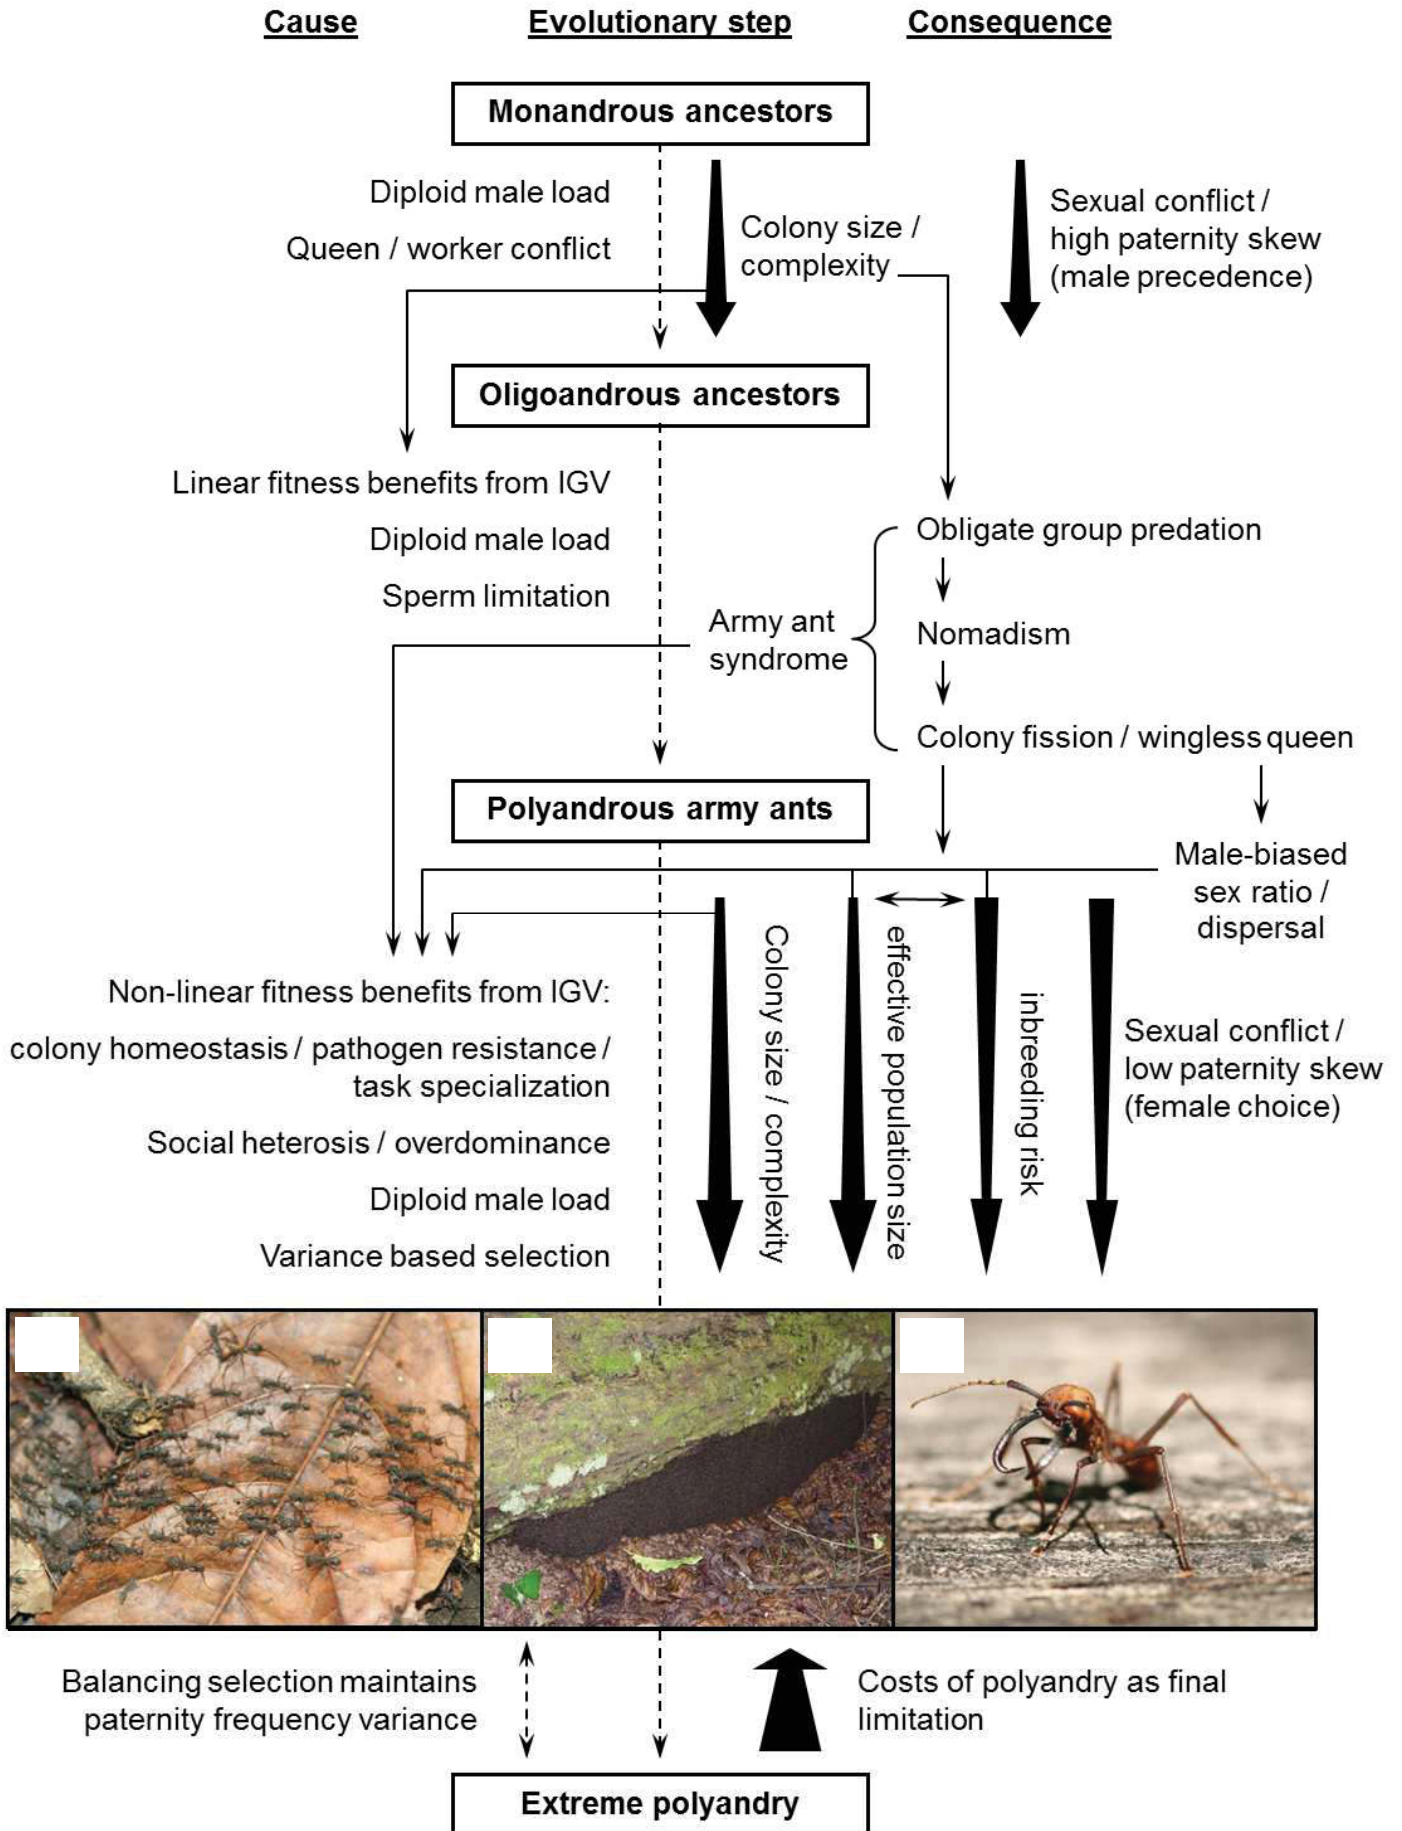 Cause
Evolutionary step
Consequence
Monandrous ancestors
Diploid male load
Queen / worker conflict
Colony size /
complexity
Sexual conflict /
high paternity skew
(male precedence)
Oligoandrous ancestors
Linear fitness benefits from IGV
Diploid male load
Sperm limitation
Army ant
syndrome
Obligate group predation
Nomadism
Colony fission / wingless queen
Polyandrous army ants
Male-biased
sex ratio /
dispersal
Non-linear fitness benefits from IGV:
colony homeostasis / pathogen resistance /
task specialization
Social heterosis / overdominance
Diploid male load
Variance based selection
Colony size / complexity
effective population size
inbreeding risk
Sexual conflict /
low paternity skew
(female choice)
Balancing selection maintains
paternity frequency variance
Costs of polyandry as final
limitation
Extreme polyandry